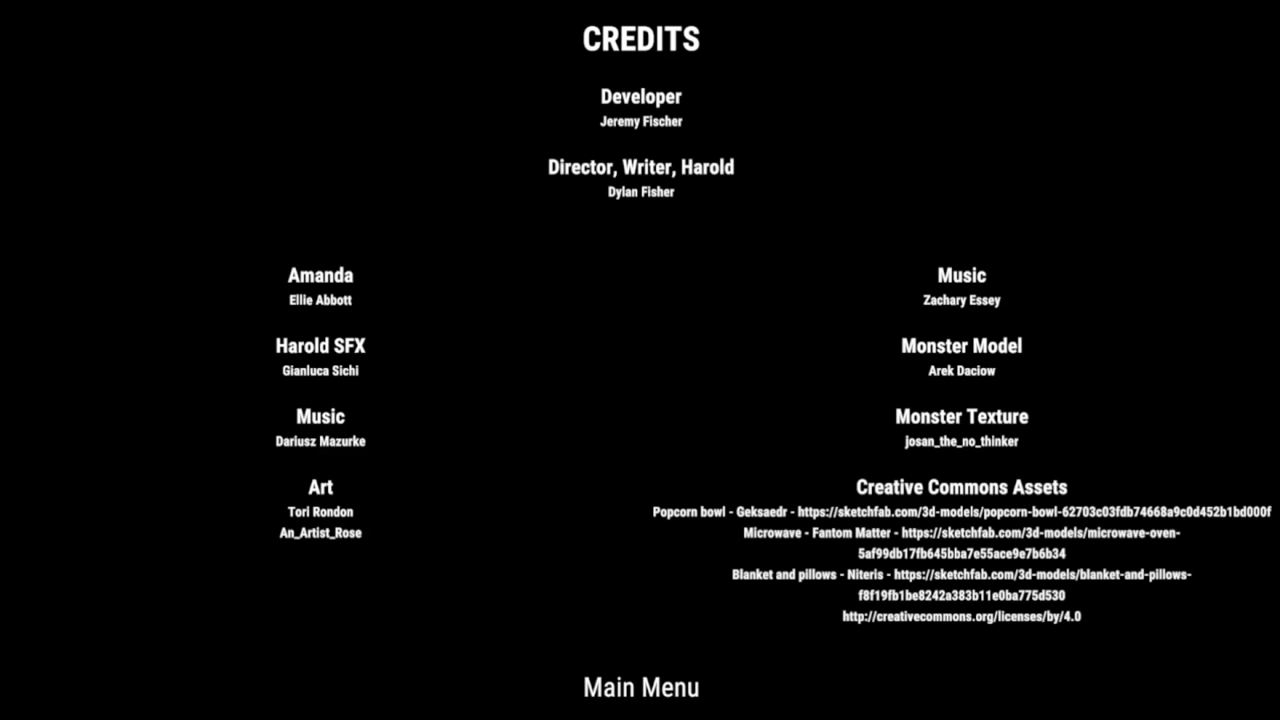 CREDITS
Developer
Jeremy Fischer
Director, Writer, Harold
Dylan Fisher
Amanda
Ellie Abbott
Harold SFX
Gianluca Sichi
Music
Dariusz Mazurke
Art
Tori Rondon
An_Artist_Rose
Music
Zachary Essey
Monster Model
Arek Daciow
Monster Texture
josan_the_no_thinker
Creative Commons Assets
Popcorn bowl - Geksaedr - https://sketchfab.com/3d-models/popcorn-bowl-62703c03fdb74668a9c0d452b1bd000f
Microwave - Fantom Matter - https://sketchfab.com/3d-models/microwave-oven-
5af99db17fb645bba7e55ace9e7b6b34
Blanket and pillows - Niteris - https://sketchfab.com/3d-models/blanket-and-pillows-
f8f19fb1be8242a383b11e0ba775d530
http://creativecommons.org/licenses/by/4.0
Main Menu